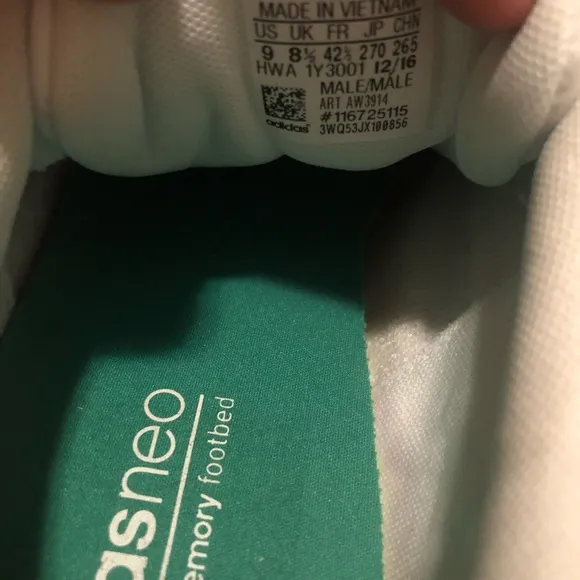 MADE IN VIETNAM
US UK FR JP CHN
9 8½ 42⅔ 270 265
HWA 1Y3001 12/16
MALE/MÂLE
ART AW3914
#116725115
adidas 3WQ53JX100856
asneo
emory footbed